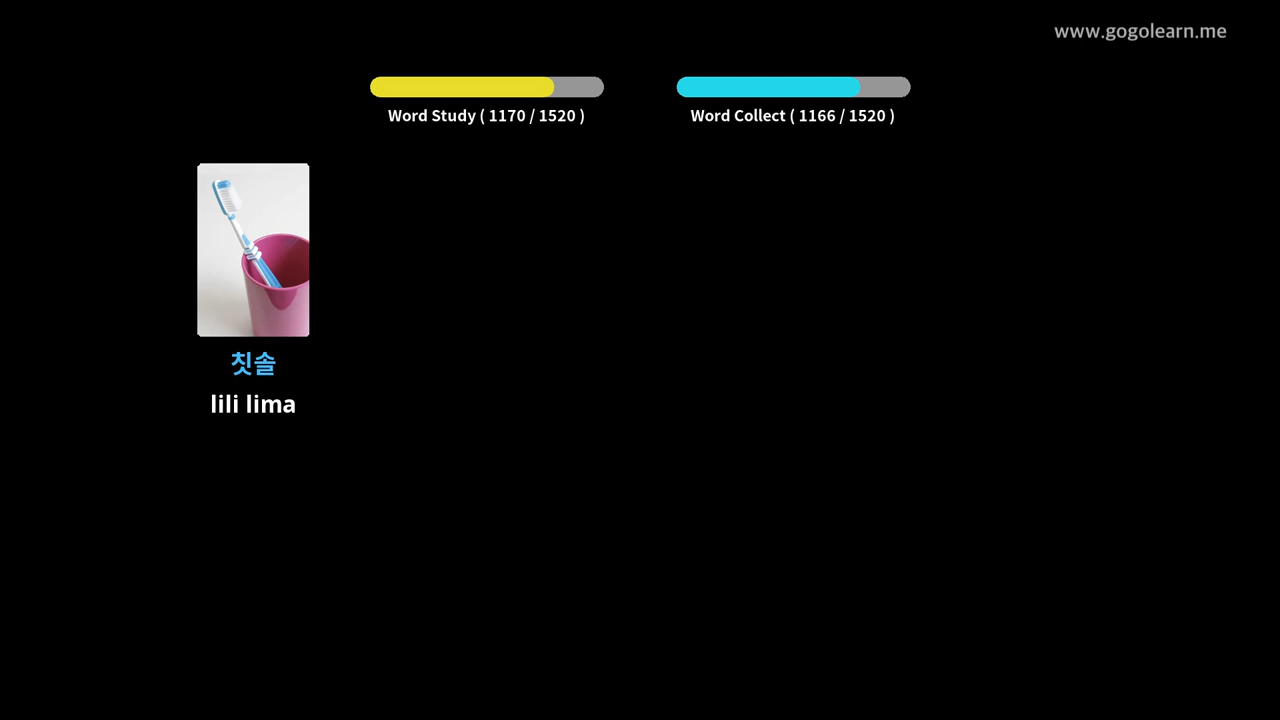 www.gogolearn.me
Word Study ( 1170 / 1520 )
Word Collect ( 1166 / 1520 )
칫솔
lili lima